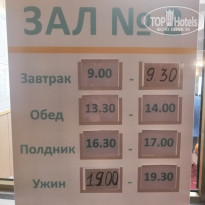 ЗАЛ №
TOP Hotels
Завтрак 9.00 - 9.30
Обед 13.30 - 14.00
Полдник 16.30 - 17.00
Ужин 19.00 - 19.30